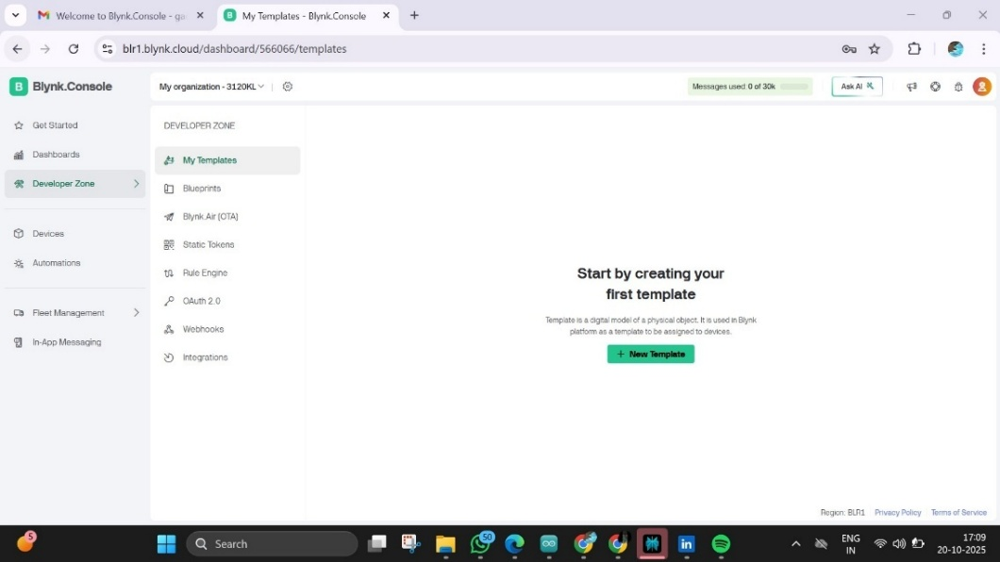 Welcome to Blynk.Console - ga
My Templates - Blynk.Console
blr1.blynk.cloud/dashboard/566066/templates
B Blynk.Console
My organization - 3120KL
Messages used 0 of 30k
Ask AI
Get Started
Dashboards
Developer Zone
Devices
Automations
Fleet Management
In-App Messaging
DEVELOPER ZONE
My Templates
Blueprints
Blynk.Air (OTA)
Static Tokens
Rule Engine
OAuth 2.0
Webhooks
Integrations
Start by creating your
first template
Template is a digital model of a physical object. It is used in Blynk
platform as a template to be assigned to devices.
+ New Template
Region: BLR1 Privacy Policy Terms of Service
5
Search
50
in
ENG
IN
17:09
20-10-2025